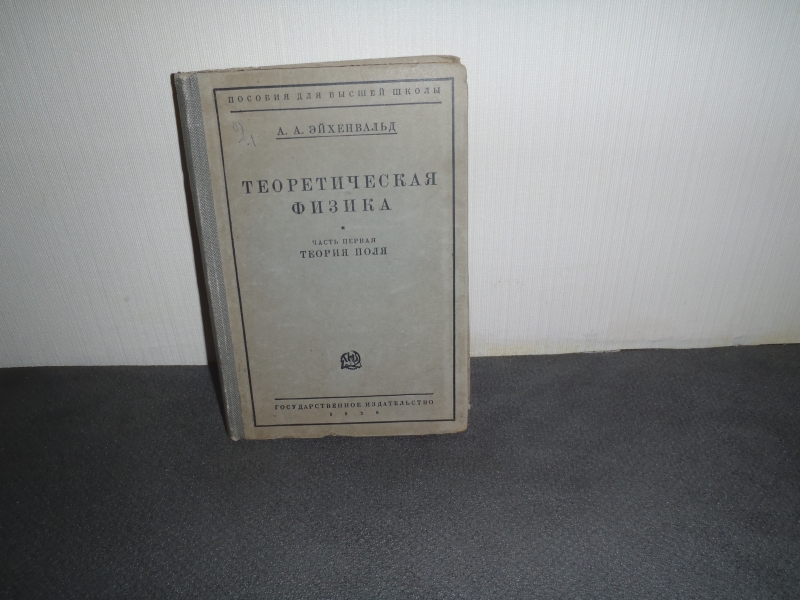 ПОСОБИЯ ДЛЯ ВЫСШЕЙ ШКОЛЫ
А. А. ЭЙХЕНВАЛЬД
ТЕОРЕТИЧЕСКАЯ
ФИЗИКА
ЧАСТЬ ПЕРВАЯ
ТЕОРИЯ ПОЛЯ
ГОСУДАРСТВЕННОЕ ИЗДАТЕЛЬСТВО